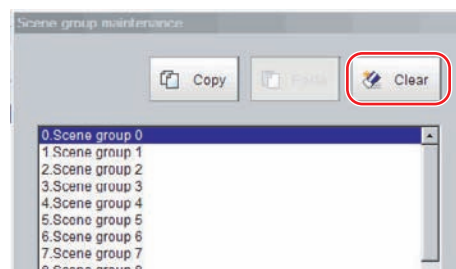 Scene group maintenance
Copy
Paste
Clear
0.Scene group 0
1.Scene group 1
2.Scene group 2
3.Scene group 3
4.Scene group 4
5.Scene group 5
6.Scene group 6
7.Scene group 7